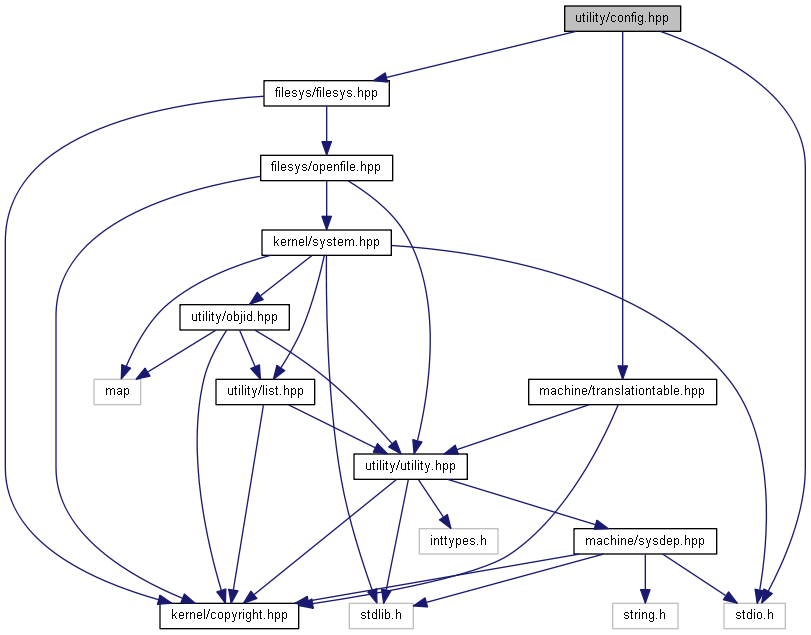 utility/config.hpp
filesys/filesys.hpp
filesys/openfile.hpp
kernel/system.hpp
utility/objid.hpp
map
utility/list.hpp
machine/translationtable.hpp
utility/utility.hpp
inttypes.h
machine/sysdep.hpp
kernel/copyright.hpp
stdlib.h
string.h
stdio.h